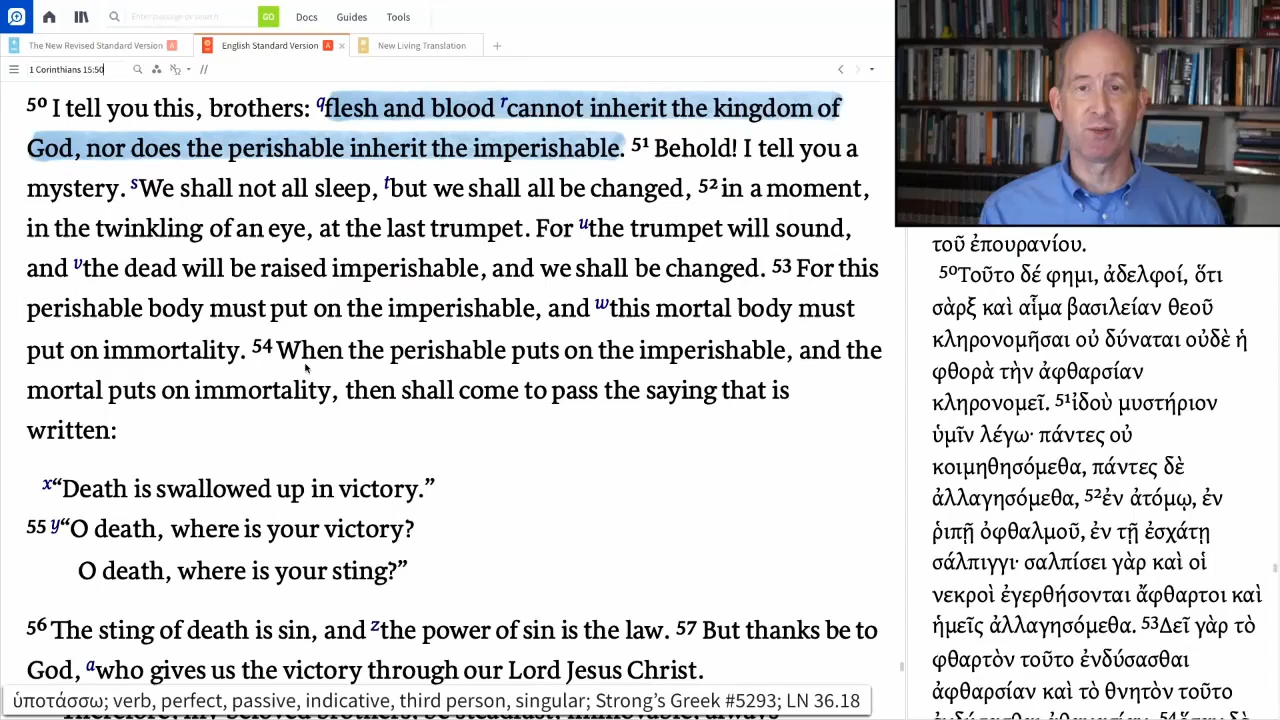 Enter passage or search
GO
Docs
Guides
Tools
The New Revised Standard Version A
English Standard Version A ×
New Living Translation
+
1 Corinthians 15:50
50 I tell you this, brothers: q flesh and blood r cannot inherit the kingdom of
God, nor does the perishable inherit the imperishable. 51 Behold! I tell you a
mystery. s We shall not all sleep, t but we shall all be changed, 52 in a moment,
in the twinkling of an eye, at the last trumpet. For u the trumpet will sound,
and v the dead will be raised imperishable, and we shall be changed. 53 For this
perishable body must put on the imperishable, and w this mortal body must
put on immortality. 54 When the perishable puts on the imperishable, and the
mortal puts on immortality, then shall come to pass the saying that is
written:
x “Death is swallowed up in victory.”
55 y “O death, where is your victory?
O death, where is your sting?”
56 The sting of death is sin, and z the power of sin is the law. 57 But thanks be to
God, a who gives us the victory through our Lord Jesus Christ.
ὑποτάσσω; verb, perfect, passive, indicative, third person, singular; Strong’s Greek #5293; LN 36.18
τοῦ ἐπουρανίου.
50 Τοῦτο δέ φημι, ἀδελφοί, ὅτι
σὰρξ καὶ αἷμα βασιλείαν θεοῦ
κληρονομῆσαι οὐ δύναται οὐδὲ ἡ
φθορὰ τὴν ἀφθαρσίαν
κληρονομεῖ. 51 ἰδοὺ μυστήριον
ὑμῖν λέγω· πάντες οὐ
κοιμηθησόμεθα, πάντες δὲ
ἀλλαγησόμεθα, 52 ἐν ἀτόμῳ, ἐν
ῥιπῇ ὀφθαλμοῦ, ἐν τῇ ἐσχάτῃ
σάλπιγγι· σαλπίσει γὰρ καὶ οἱ
νεκροὶ ἐγερθήσονται ἄφθαρτοι καὶ
ἡμεῖς ἀλλαγησόμεθα. 53 Δεῖ γὰρ τὸ
φθαρτὸν τοῦτο ἐνδύσασθαι
ἀφθαρσίαν καὶ τὸ θνητὸν τοῦτο